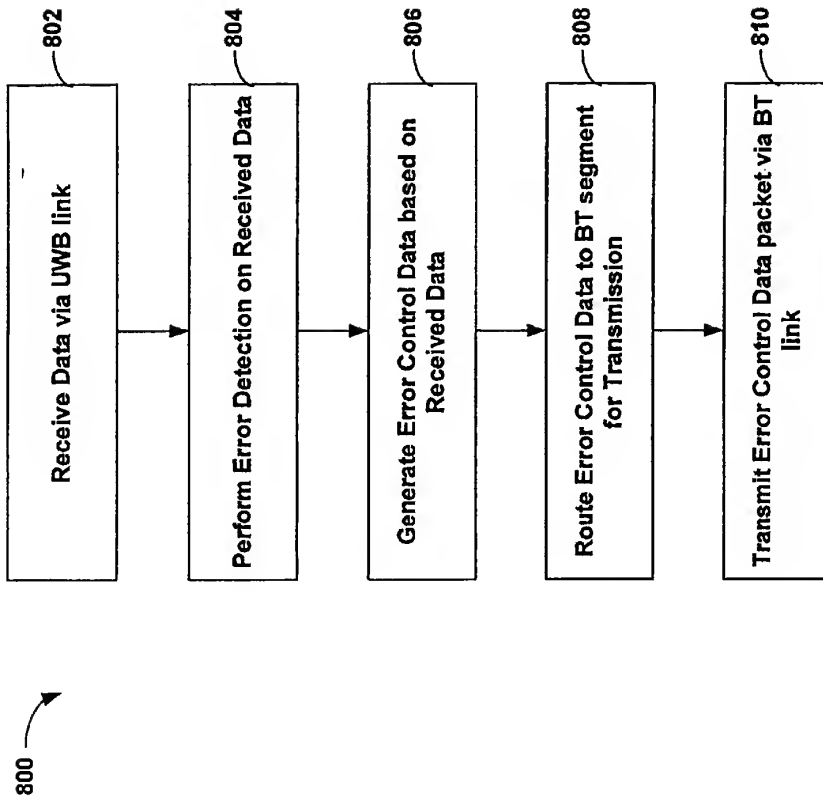 800
802
Receive Data via UWB link
804
Perform Error Detection on Received Data
806
Generate Error Control Data based on
Received Data
808
Route Error Control Data to BT segment
for Transmission
810
Transmit Error Control Data packet via BT
link